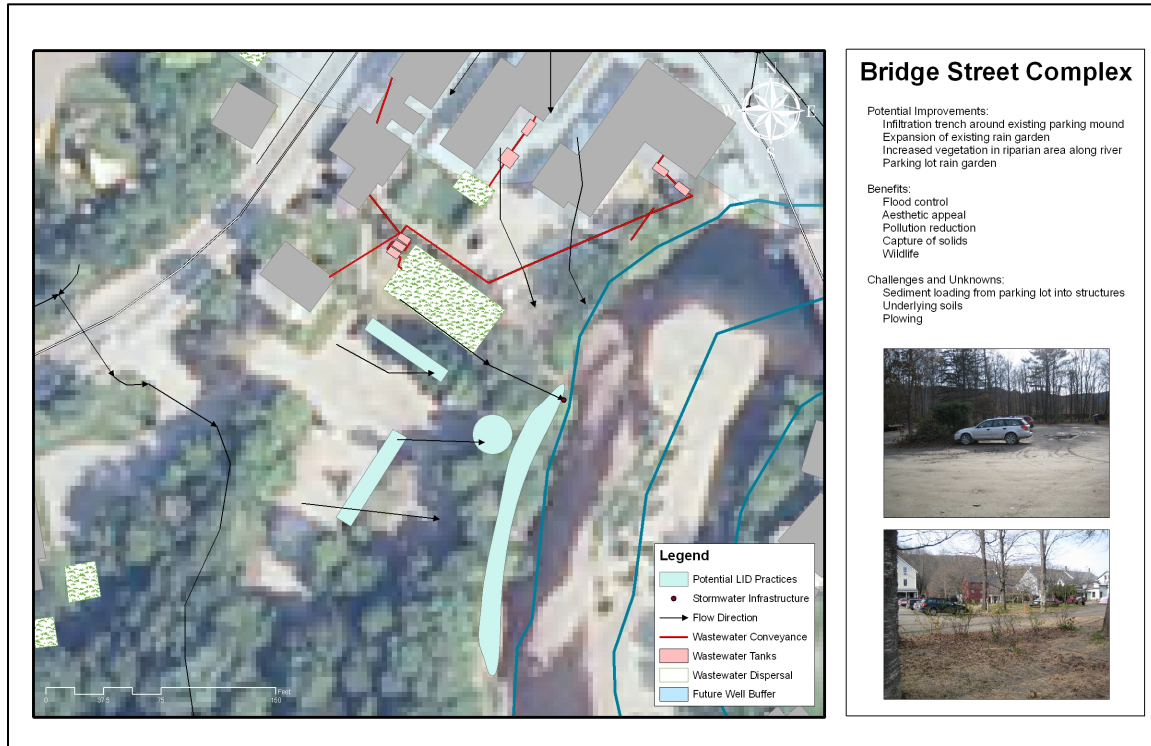 N
W E
S
Bridge Street Complex
Potential Improvements:
Infiltration trench around existing parking mound
Expansion of existing rain garden
Increased vegetation in riparian area along river
Parking lot rain garden
Benefits:
Flood control
Aesthetic appeal
Pollution reduction
Capture of solids
Wildlife
Challenges and Unknowns:
Sediment loading from parking lot into structures
Underlying soils
Plowing
Legend
Potential LID Practices
Stormwater Infrastructure
Flow Direction
Wastewater Conveyance
Wastewater Tanks
Wastewater Dispersal
Future Well Buffer
Feet
0 37.5 75 150